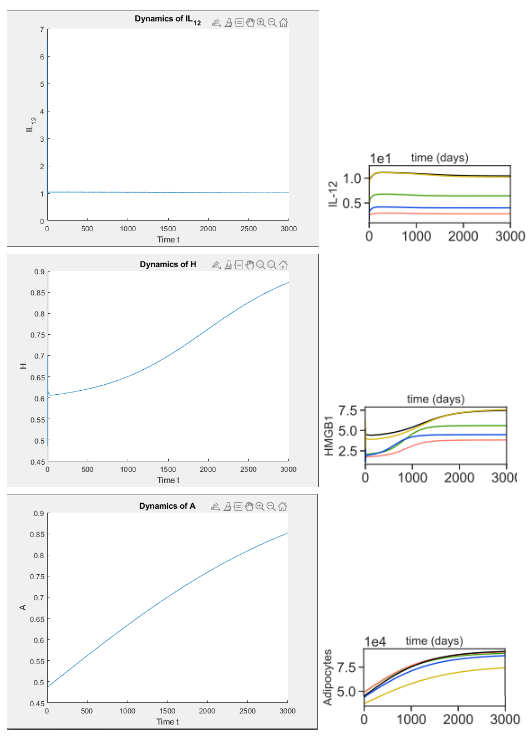 Dynamics of IL12
7
6
5
4
3
2
1
0
IL12
0 500 1000 1500 2000 2500 3000
Time t
1e1 time (days)
1.0
0.5
IL-12
0 1000 2000 3000
Dynamics of H
0.9
0.85
0.8
0.75
0.7
0.65
0.6
0.55
0.5
0.45
H
0 500 1000 1500 2000 2500 3000
Time t
time (days)
7.5
5.0
2.5
HMGB1
0 1000 2000 3000
Dynamics of A
0.9
0.85
0.8
0.75
0.7
0.65
0.6
0.55
0.5
0.45
A
0 500 1000 1500 2000 2500 3000
Time t
1e4 time (days)
7.5
5.0
Adipocytes
0 1000 2000 3000